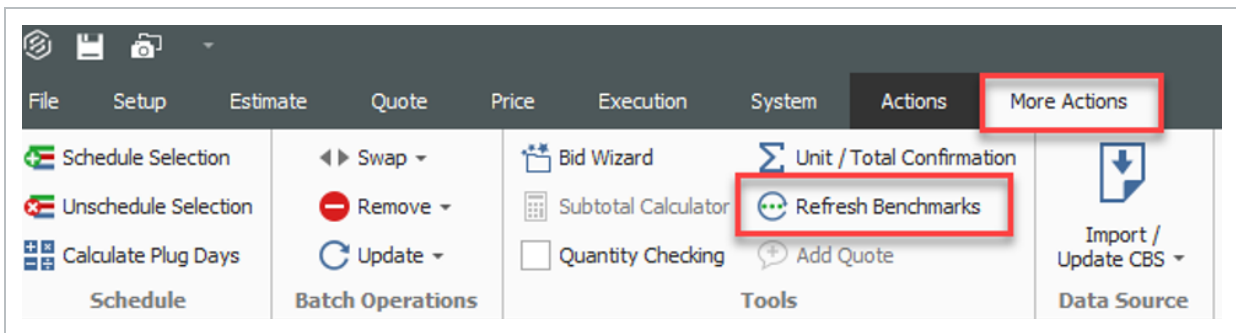 File Setup Estimate Quote Price Execution System Actions More Actions
Schedule Selection Swap Bid Wizard Unit / Total Confirmation
Unschedule Selection Remove Subtotal Calculator Refresh Benchmarks
Calculate Plug Days Update Quantity Checking Add Quote
Import /
Update CBS
Schedule Batch Operations Tools Data Source